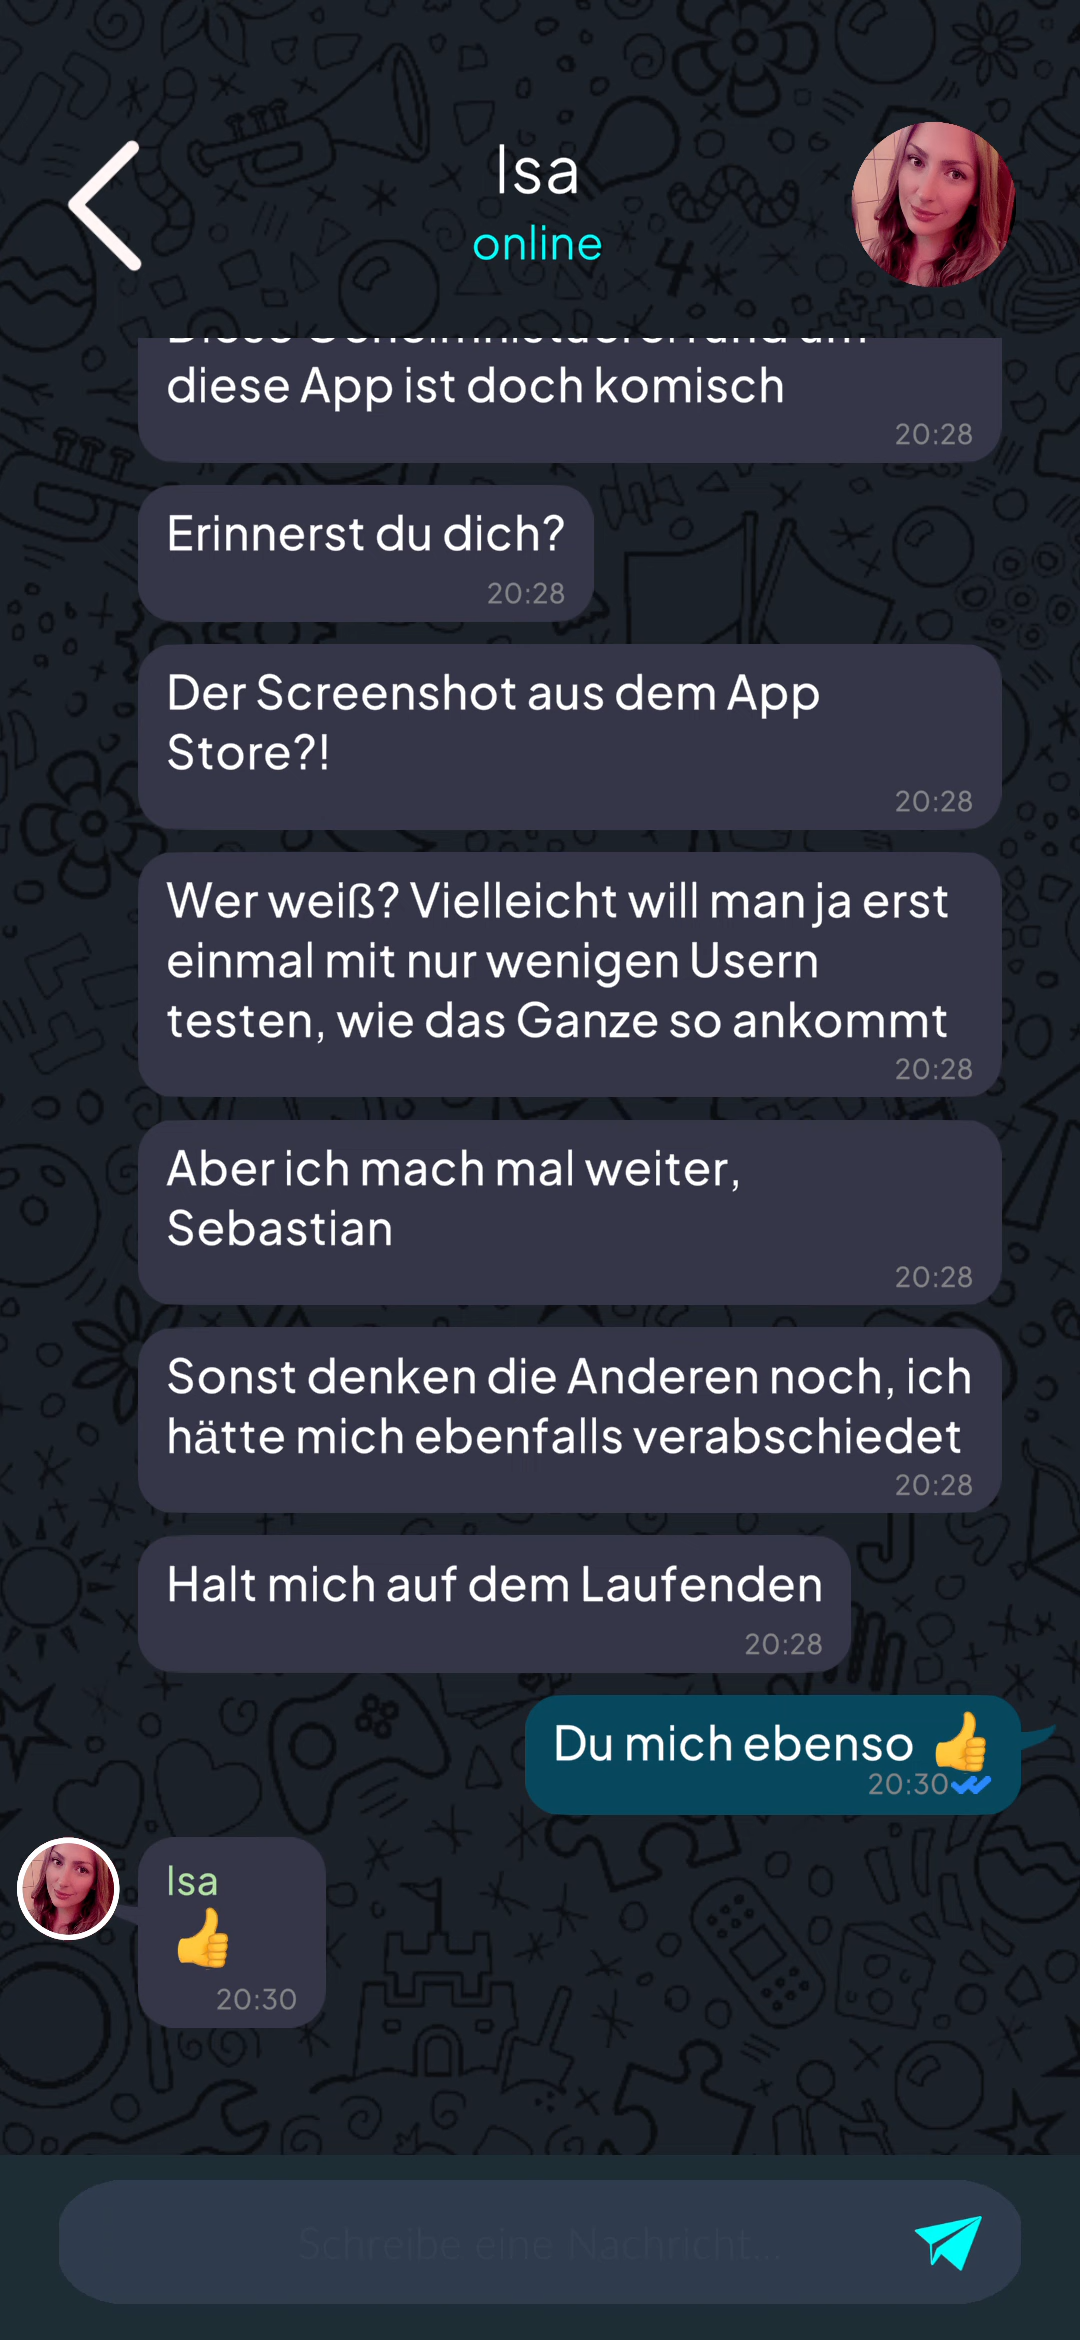 Isa
online
diese App ist doch komisch
20:28
Erinnerst du dich?
20:28
Der Screenshot aus dem App
Store?!
20:28
Wer weiß? Vielleicht will man ja erst
einmal mit nur wenigen Usern
testen, wie das Ganze so ankommt
20:28
Aber ich mach mal weiter,
Sebastian
20:28
Sonst denken die Anderen noch, ich
hätte mich ebenfalls verabschiedet
20:28
Halt mich auf dem Laufenden
20:28
Du mich ebenso 👍
20:30
Isa
👍
20:30
Schreibe eine Nachricht...